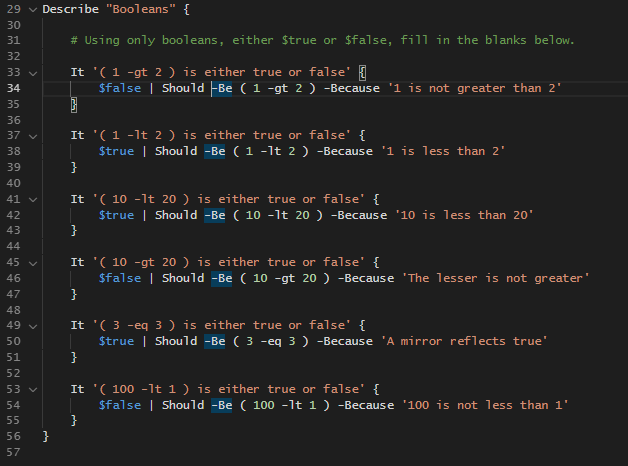 29 Describe "Booleans" {
30
31 # Using only booleans, either $true or $false, fill in the blanks below.
32
33 It '( 1 -gt 2 ) is either true or false' {
34 $false | Should -Be ( 1 -gt 2 ) -Because '1 is not greater than 2'
35 }
36
37 It '( 1 -lt 2 ) is either true or false' {
38 $true | Should -Be ( 1 -lt 2 ) -Because '1 is less than 2'
39 }
40
41 It '( 10 -lt 20 ) is either true or false' {
42 $true | Should -Be ( 10 -lt 20 ) -Because '10 is less than 20'
43 }
44
45 It '( 10 -gt 20 ) is either true or false' {
46 $false | Should -Be ( 10 -gt 20 ) -Because 'The lesser is not greater'
47 }
48
49 It '( 3 -eq 3 ) is either true or false' {
50 $true | Should -Be ( 3 -eq 3 ) -Because 'A mirror reflects true'
51 }
52
53 It '( 100 -lt 1 ) is either true or false' {
54 $false | Should -Be ( 100 -lt 1 ) -Because '100 is not less than 1'
55 }
56 }
57